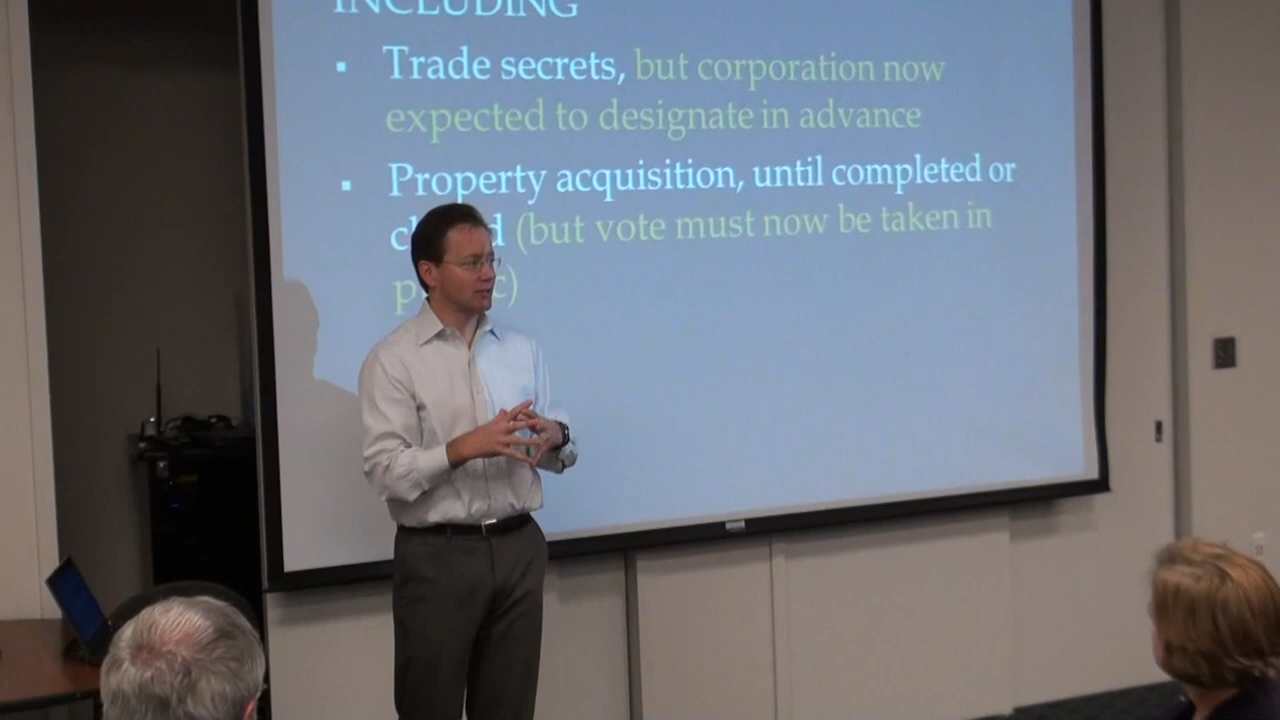 INCLUDING
▪ Trade secrets, but corporation now
expected to designate in advance
▪ Property acquisition, until completed or
(but vote must now be taken in